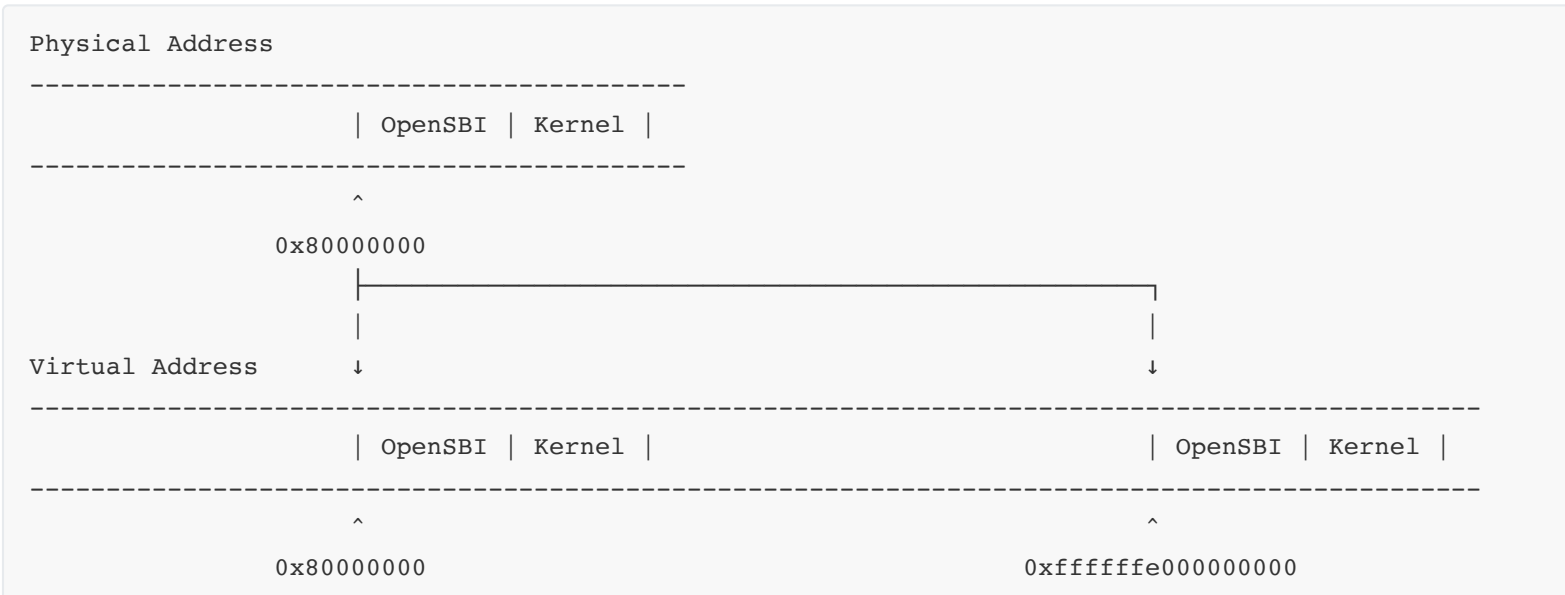 Physical Address
-------------------------------------------
| OpenSBI | Kernel |
-------------------------------------------
^
0x80000000
Virtual Address ↓ ↓
-----------------------------------------------------------------------------------------------
| OpenSBI | Kernel | | OpenSBI | Kernel |
-----------------------------------------------------------------------------------------------
^ ^
0x80000000 0xffffffe000000000